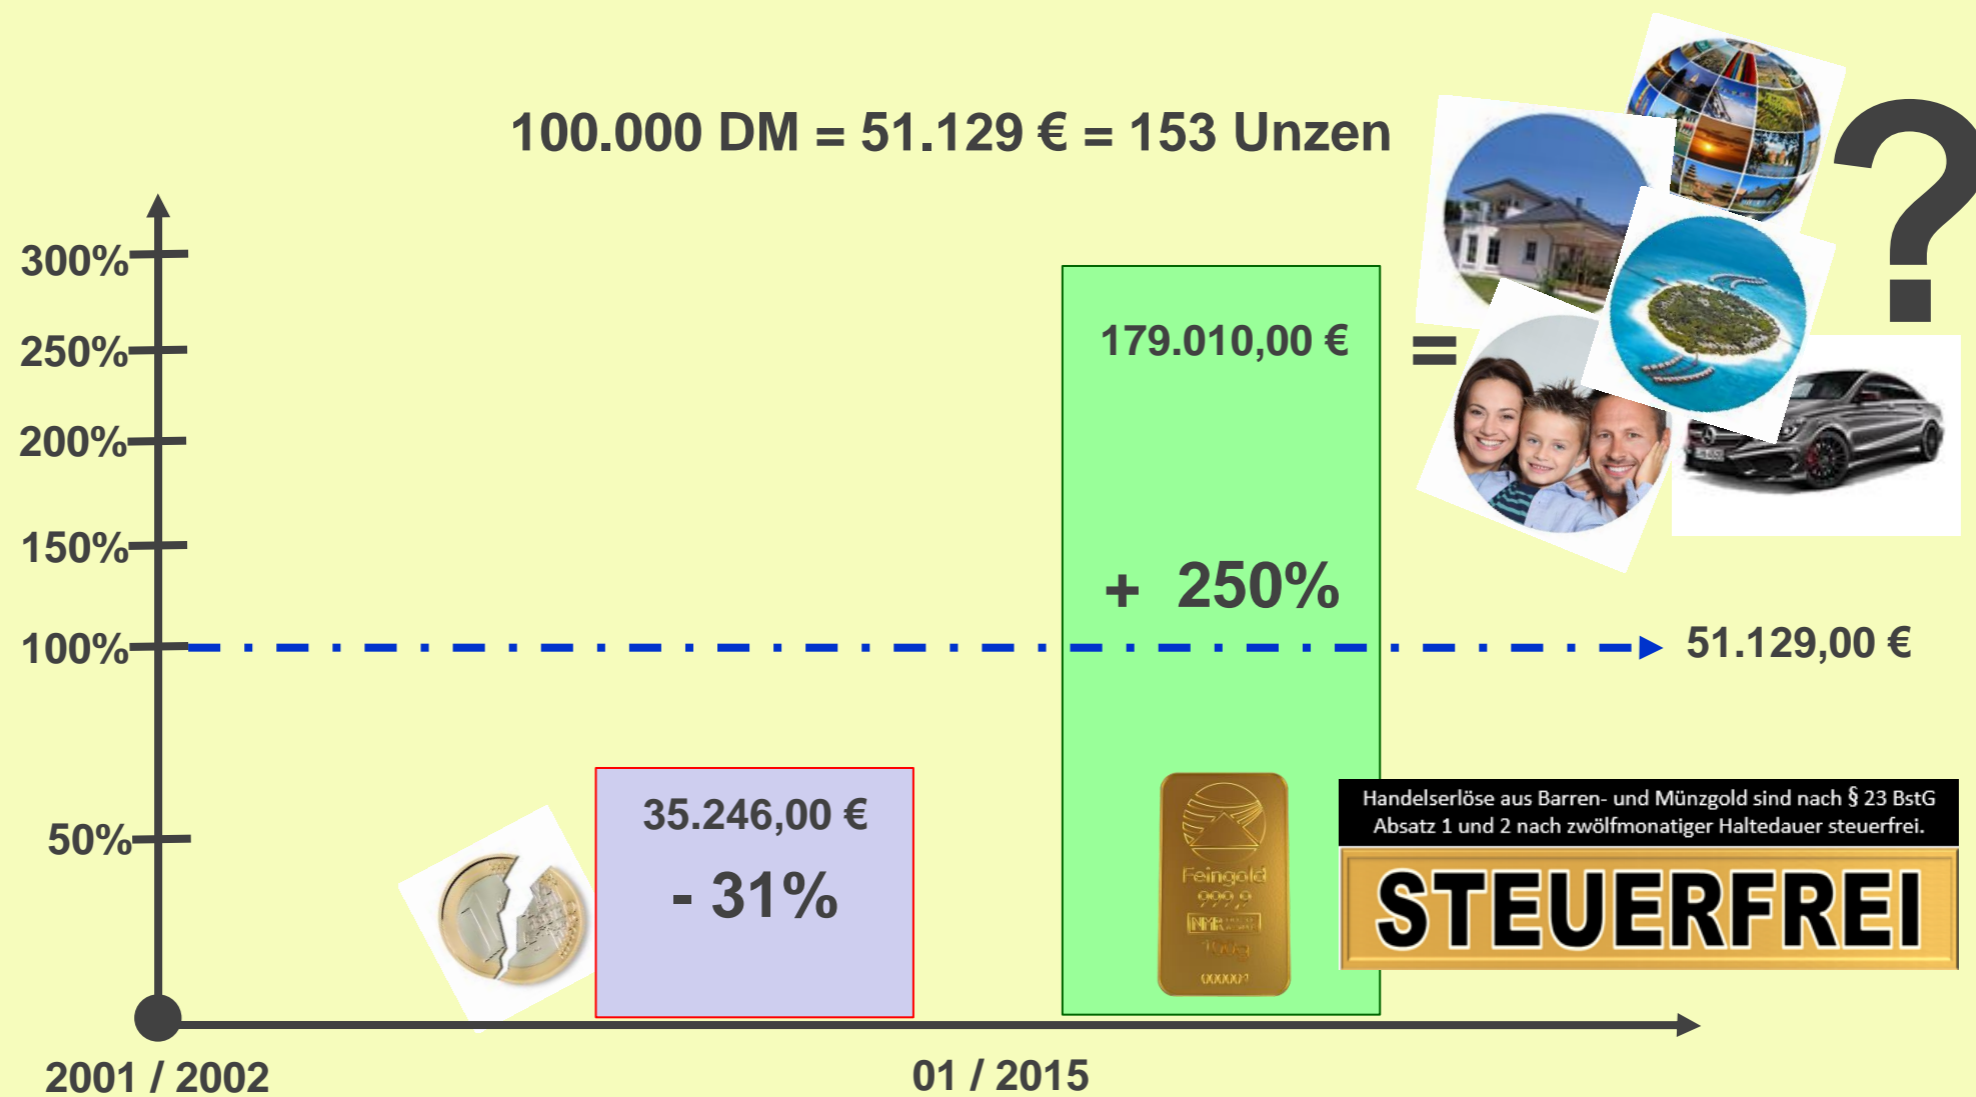 100.000 DM = 51.129 € = 153 Unzen
?
300%
250%
200%
150%
100%
50%
179.010,00 €
=
+ 250%
51.129,00 €
35.246,00 €
- 31%
Feingold
999,9
100g
Handelserlöse aus Barren- und Münzgold sind nach § 23 BstG
Absatz 1 und 2 nach zwölfmonatiger Haltedauer steuerfrei.
STEUERFREI
2001 / 2002
01 / 2015